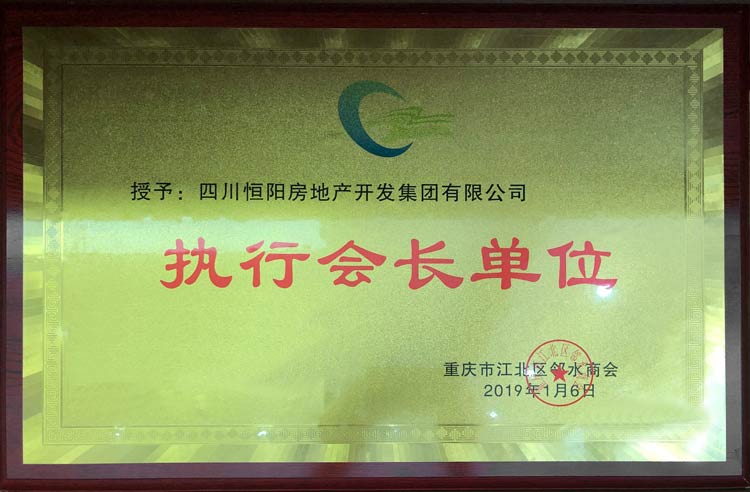 授予：四川恒阳房地产开发集团有限公司
执行会长单位
重庆市江北区邻水商会
2019年1月6日